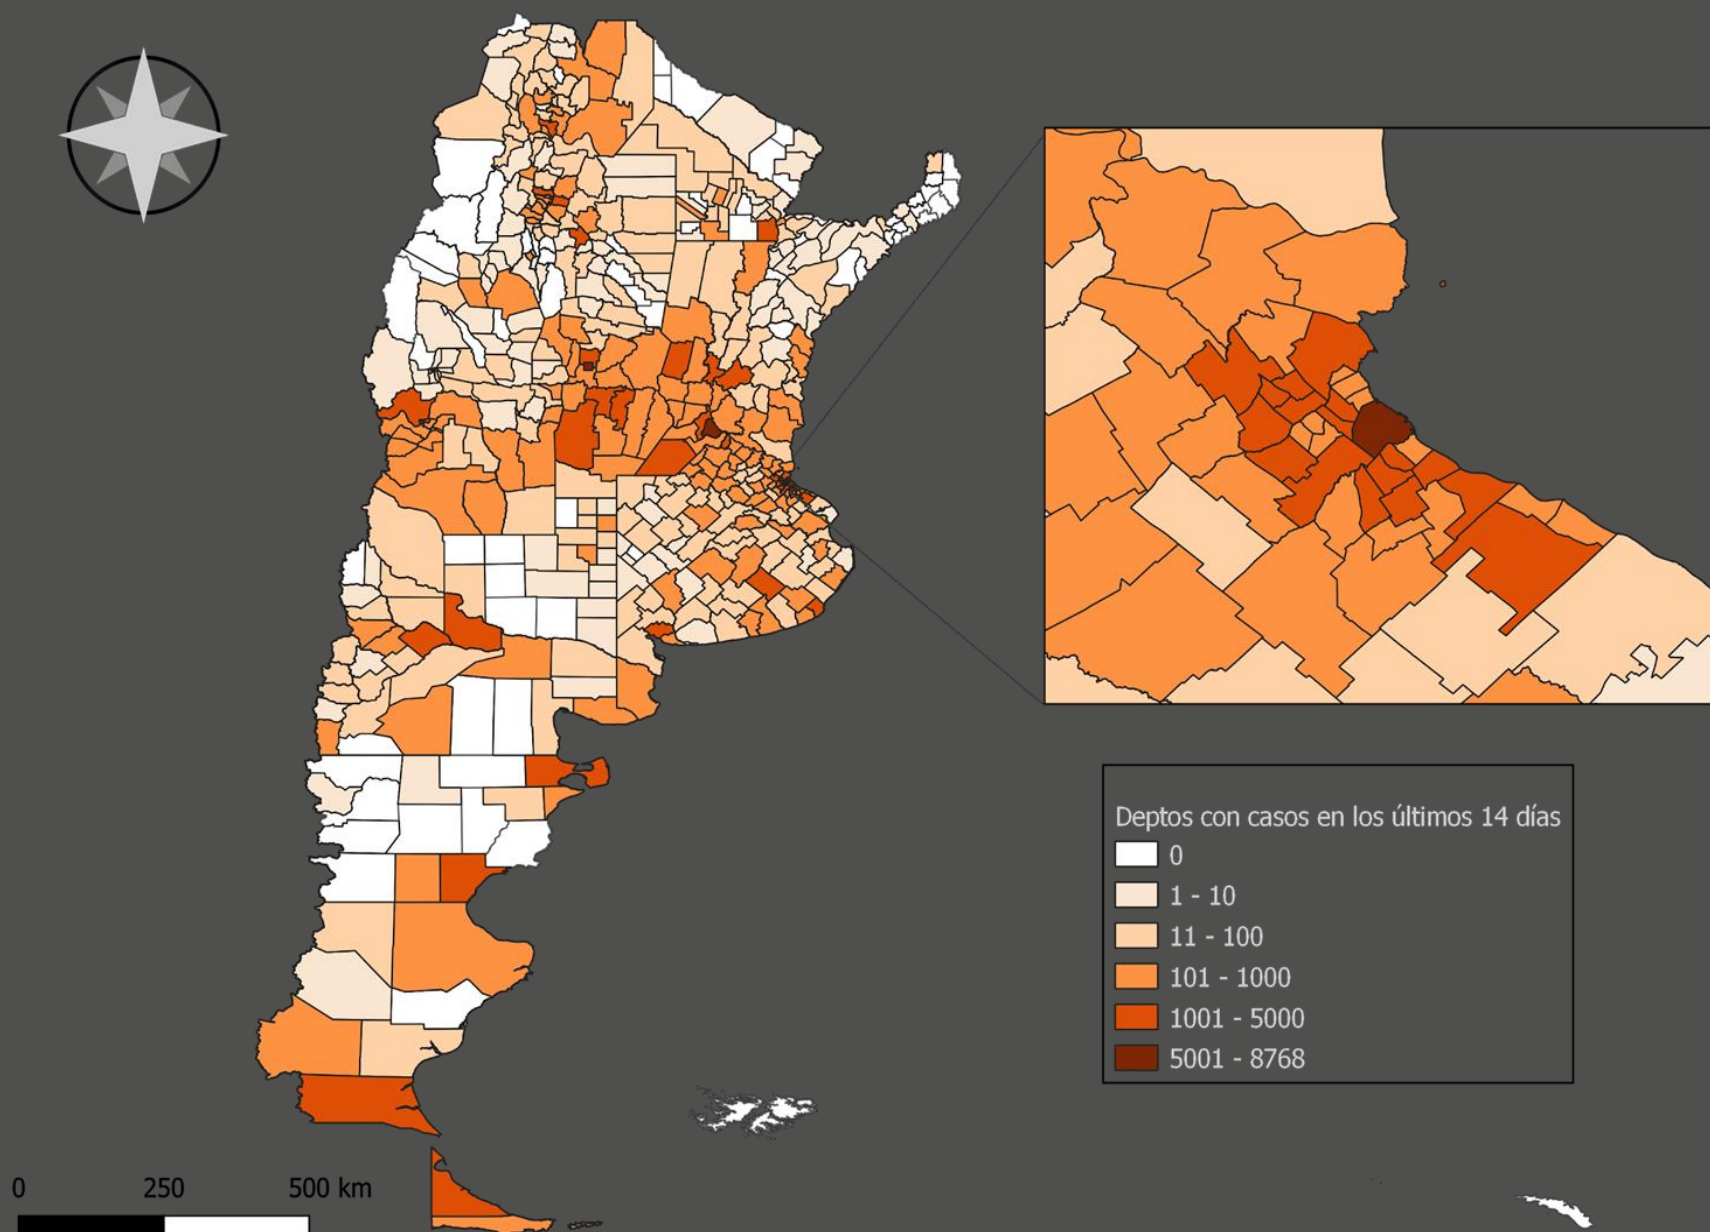 Deptos con casos en los últimos 14 días
0
1 - 10
11 - 100
101 - 1000
1001 - 5000
5001 - 8768
0 250 500 km